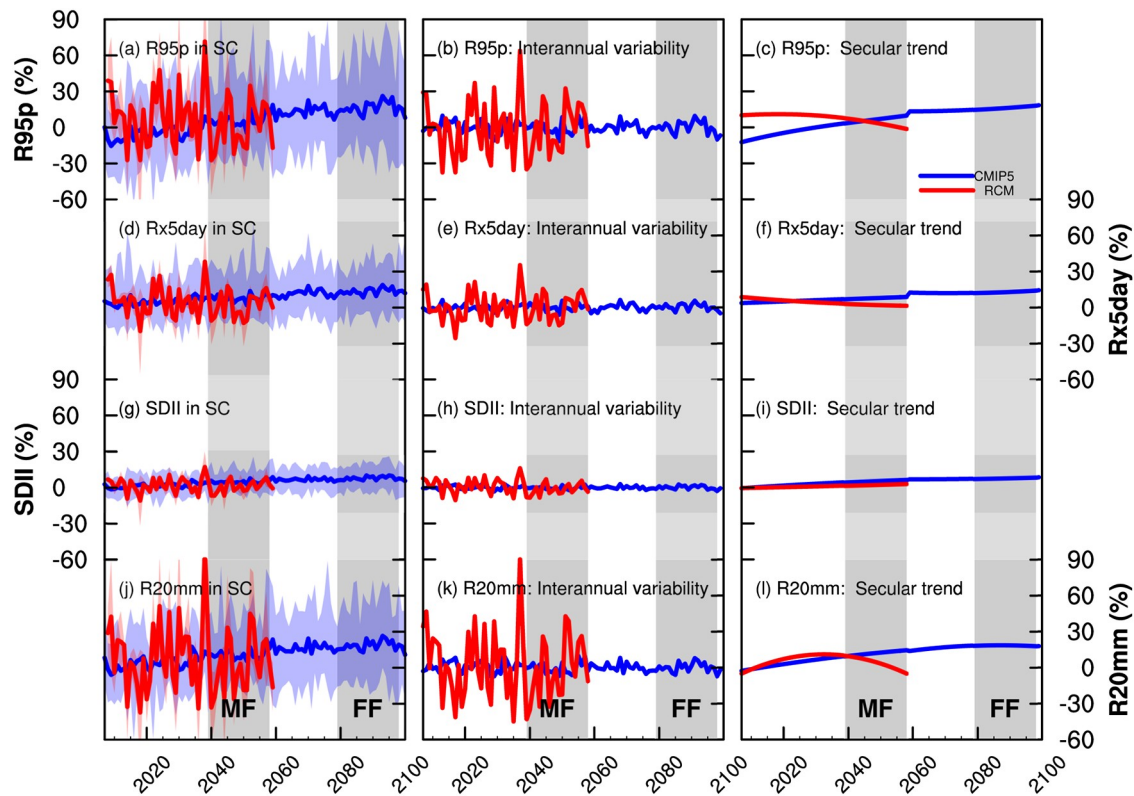 90
60
30
0
-30
-60
R95p (%)
(a) R95p in SC
(b) R95p: Interannual variability
(c) R95p: Secular trend
CMIP5
RCM
(d) Rx5day in SC
(e) Rx5day: Interannual variability
(f) Rx5day: Secular trend
90
60
30
0
-30
-60
Rx5day (%)
90
60
30
0
-30
-60
SDII (%)
(g) SDII in SC
(h) SDII: Interannual variability
(i) SDII: Secular trend
(j) R20mm in SC
(k) R20mm: Interannual variability
(l) R20mm: Secular trend
90
60
30
0
-30
-60
R20mm (%)
MF FF
MF FF
MF FF
2020 2040 2060 2080 2100
2020 2040 2060 2080 2100
2020 2040 2060 2080 2100